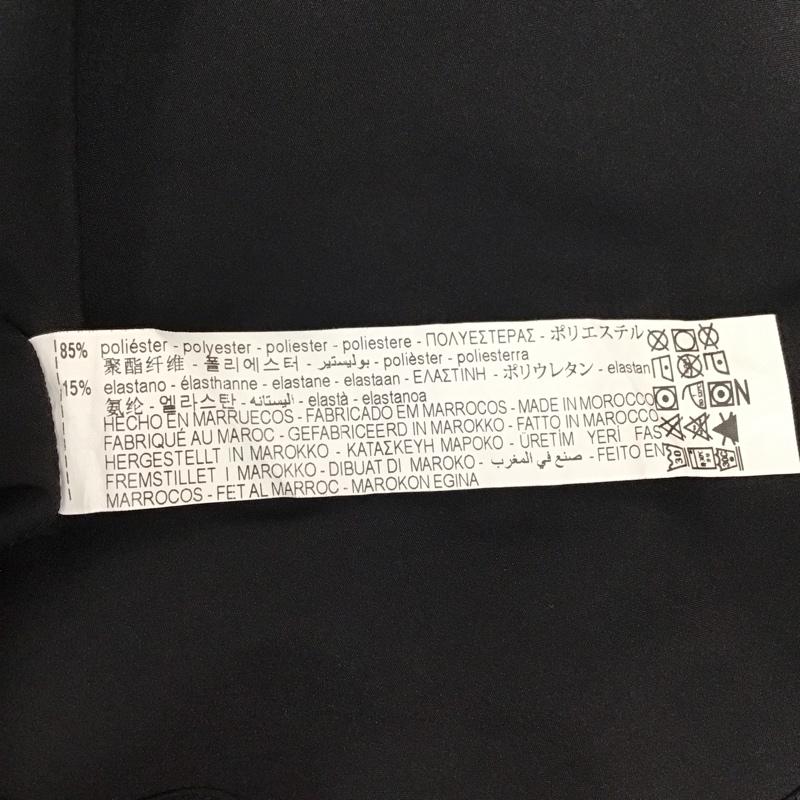 85% poliéster - polyester - poliester - poliestere - ΠΟΛΥΕΣΤΕΡΑΣ - ポリエステル
聚酯纤维 - 폴리에스터 - بوليستير - polièster - poliesterra
15% elastano - élasthanne - elastane - elastaan - ΕΛΑΣΤΙΝΗ - ポリウレタン - elastan
氨纶 - 엘라스탄 - اليستانه - elastà - elastanoa
HECHO EN MARRUECOS - FABRICADO EM MARROCOS - MADE IN MOROCCO
FABRIQUÉ AU MAROC - GEFABRICEERD IN MAROKKO - FATTO IN MAROCCO
HERGESTELLT IN MAROKKO - ΚΑΤΑΣΚΕΥΗ ΜΑΡΟΚΟ - ÜRETİM YERİ FAS
FREMSTILLET I MAROKKO - DIBUAT DI MAROKO - صنع في المغرب - FEITO EN
MARROCOS - FET AL MARROC - MAROKON EGINA
N
30